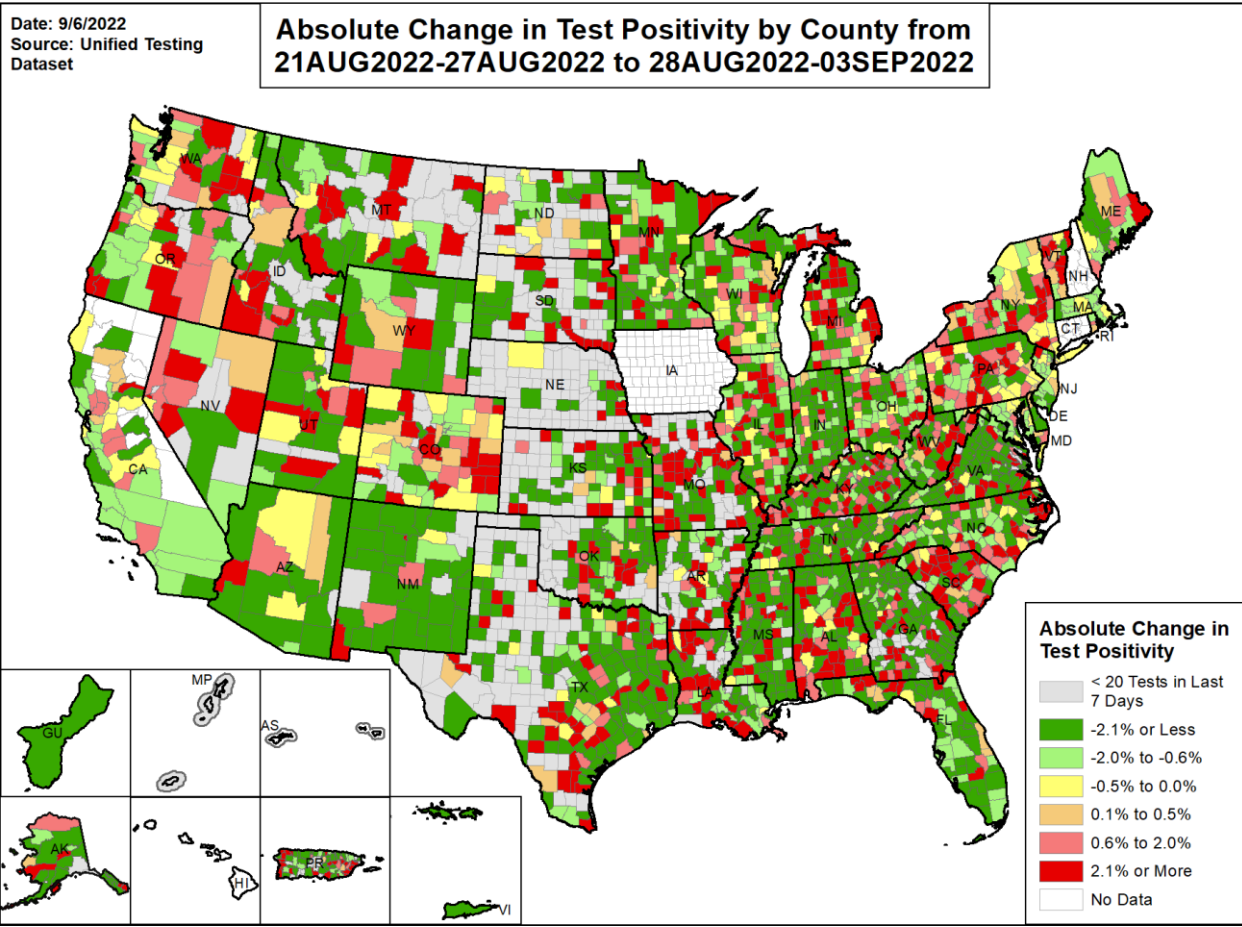 Date: 9/6/2022
Source: Unified Testing
Dataset
Absolute Change in Test Positivity by County from
21AUG2022-27AUG2022 to 28AUG2022-03SEP2022
WA
MT
ND
MN
ME
OR
ID
SD
WI
VT
NH
NY
MA
CT
RI
WY
MI
NE
IA
PA
NJ
NV
UT
CO
IL
IN
OH
DE
MD
WV
VA
CA
KS
MO
KY
AZ
NM
OK
AR
TN
NC
SC
MS
AL
GA
TX
LA
FL
GU
MP
AS
AK
HI
PR
VI
Absolute Change in
Test Positivity
< 20 Tests in Last
7 Days
-2.1% or Less
-2.0% to -0.6%
-0.5% to 0.0%
0.1% to 0.5%
0.6% to 2.0%
2.1% or More
No Data